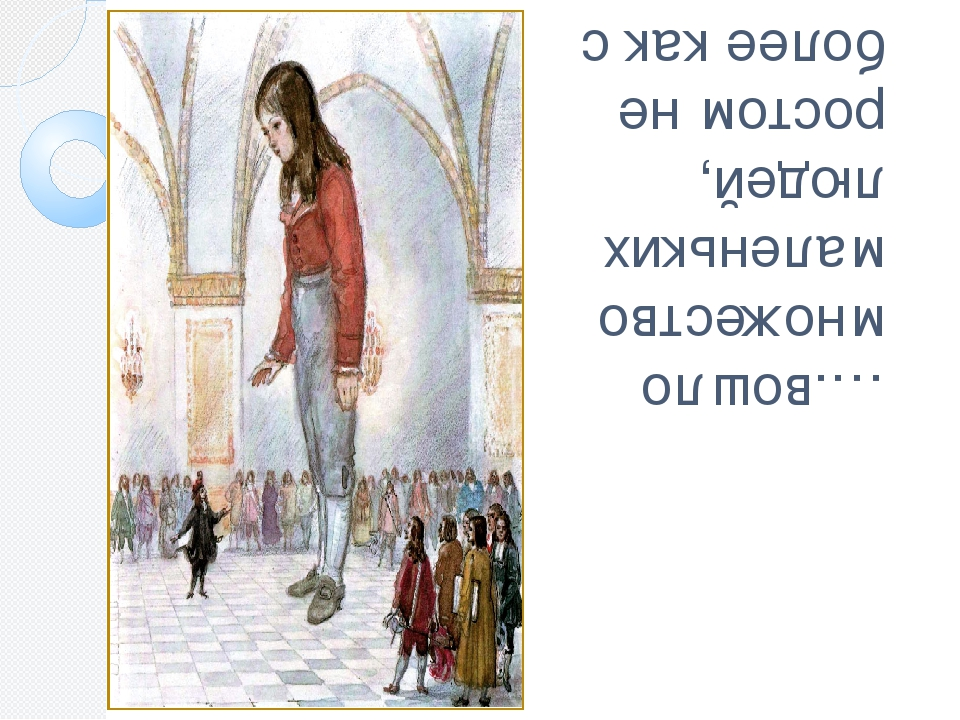 ….вошло
множество
маленьких
людей,
ростом не
более как с